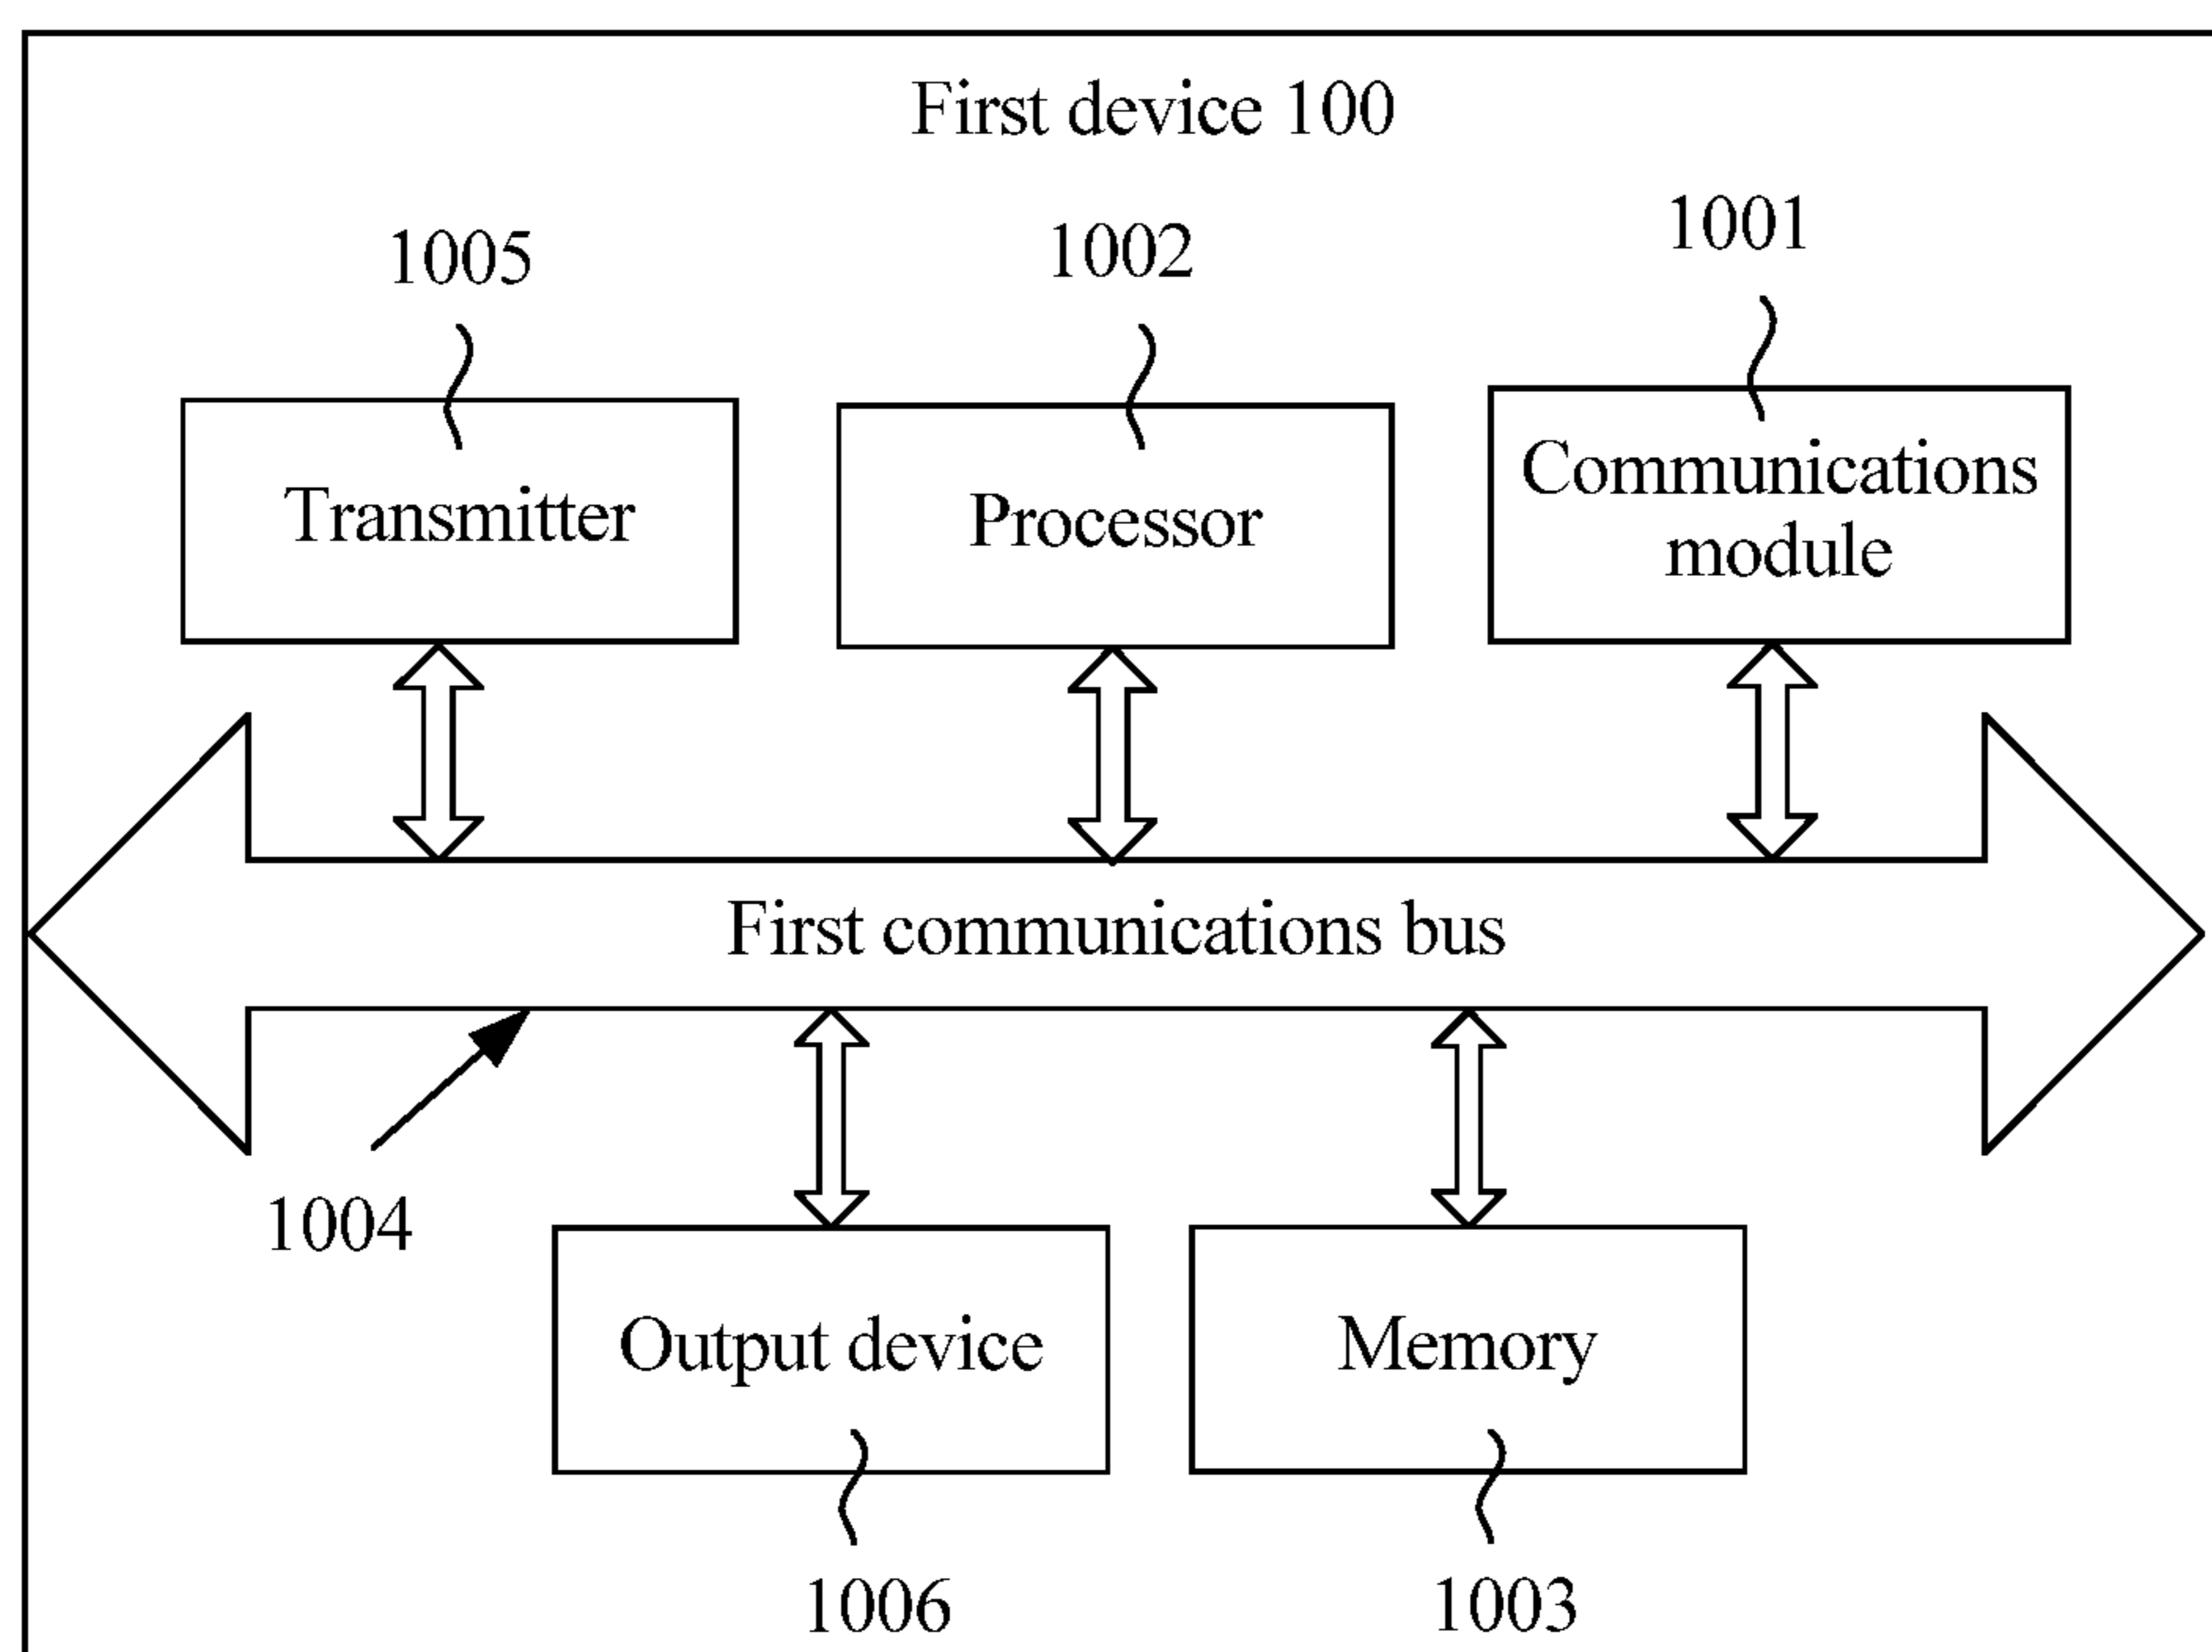 First device 100
1005
1002
1001
Transmitter
Processor
Communications
module
First communications bus
1004
Output device
Memory
1006
1003